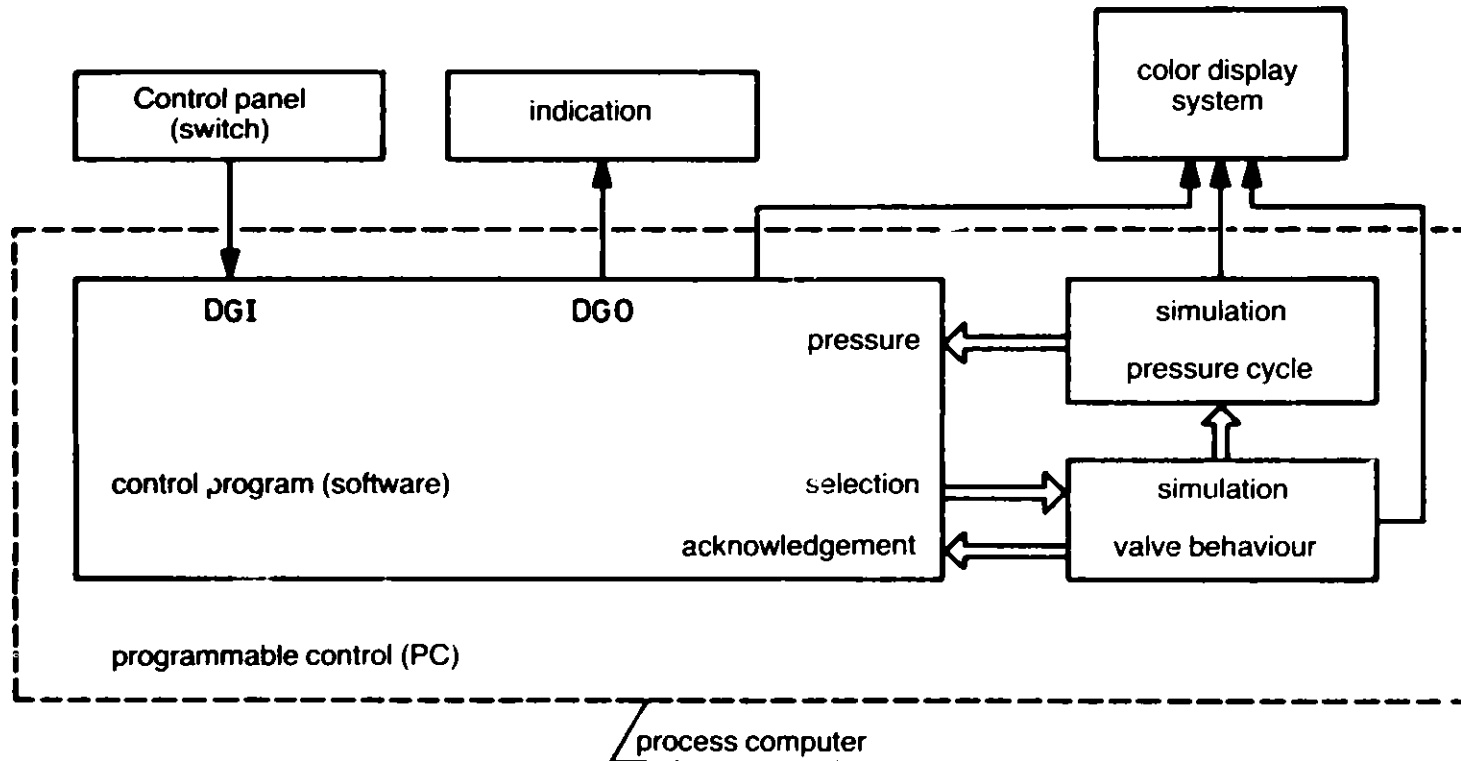 Control panel
(switch)
indication
color display
system
DGI
DGO
pressure
simulation
pressure cycle
control program (software)
selection
acknowledgement
simulation
valve behaviour
programmable control (PC)
process computer